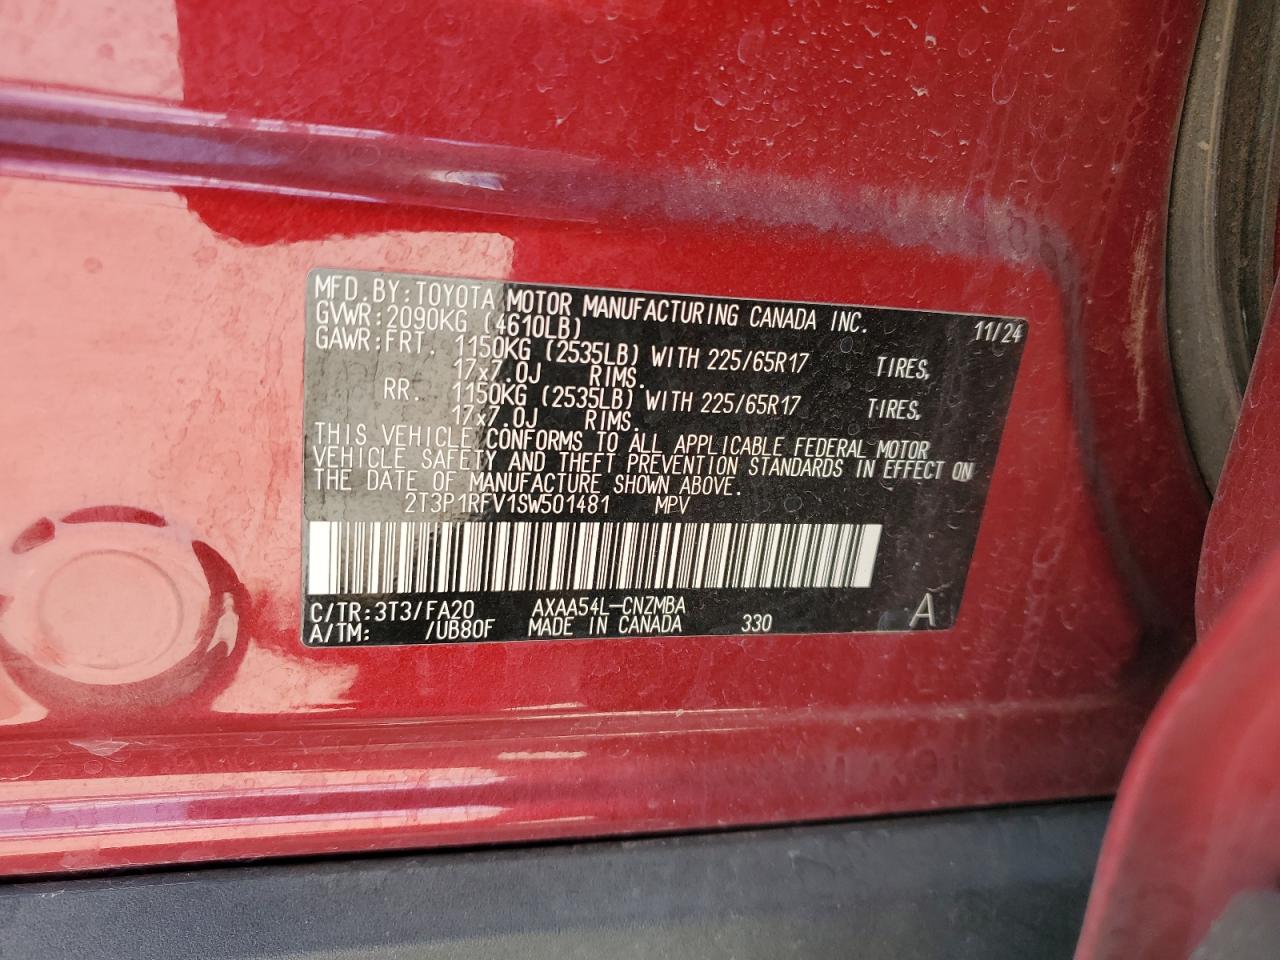 MFD.BY:TOYOTA MOTOR MANUFACTURING CANADA INC. 11/24
GVWR:2090KG (4610LB)
GAWR:FRT. 1150KG (2535LB) WITH 225/65R17 TIRES,
17x7.0J RIMS.
RR. 1150KG (2535LB) WITH 225/65R17 TIRES,
17x7.0J RIMS.
THIS VEHICLE CONFORMS TO ALL APPLICABLE FEDERAL MOTOR
VEHICLE SAFETY AND THEFT PREVENTION STANDARDS IN EFFECT ON
THE DATE OF MANUFACTURE SHOWN ABOVE.
2T3P1RFV1SW501481 MPV
C/TR:3T3/FA20 AXAA54L-CNZMBA
A/TM: /UB80F MADE IN CANADA 330 A